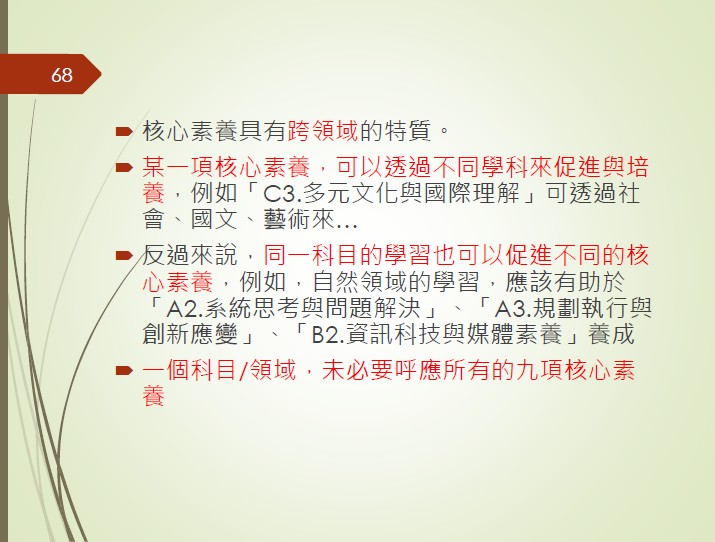 68
核心素養具有跨領域的特質。
某一項核心素養，可以透過不同學科來促進與培
養，例如「C3.多元文化與國際理解」可透過社
會、國文、藝術來…
反過來說，同一科目的學習也可以促進不同的核
心素養，例如，自然領域的學習，應該有助於
「A2.系統思考與問題解決」、「A3.規劃執行與
創新應變」、「B2.資訊科技與媒體素養」養成
一個科目/領域，未必要呼應所有的九項核心素
養